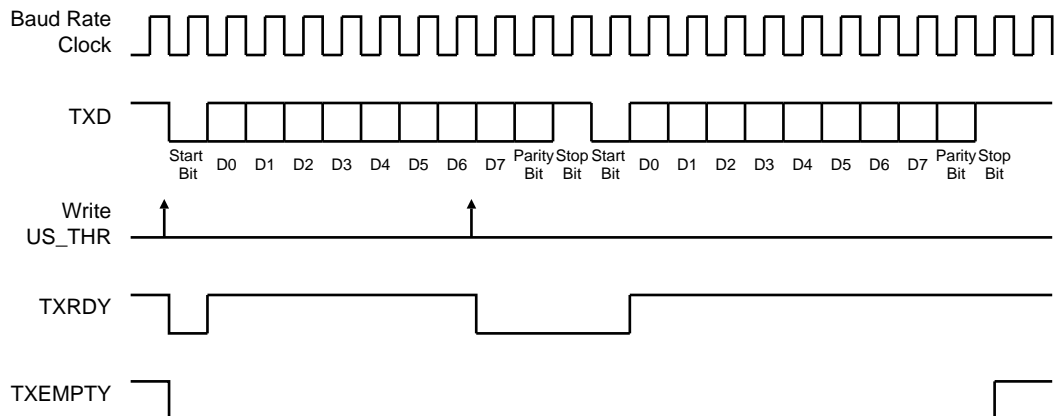 Baud Rate
Clock
TXD
Start D0 D1 D2 D3 D4 D5 D6 D7 Parity Stop Start D0 D1 D2 D3 D4 D5 D6 D7 Parity Stop
Bit Bit Bit Bit Bit Bit
Write
US_THR
TXRDY
TXEMPTY